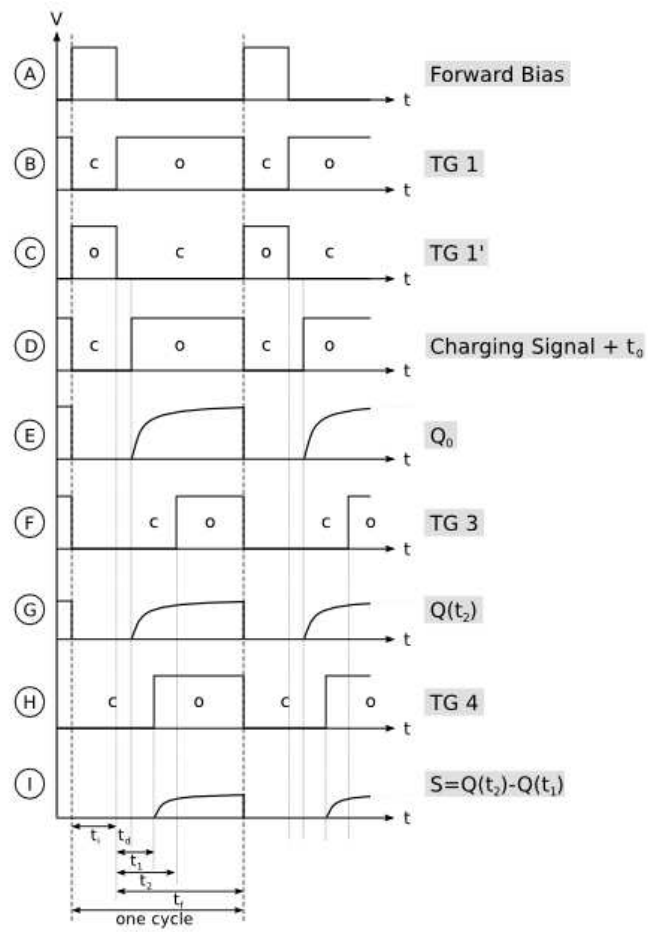 V
A t Forward Bias
B c o c o t TG 1
C o c o c t TG 1'
D c o c o t Charging Signal + t₀
E t Q₀
F c o c o t TG 3
G t Q(t₂)
H c o c o t TG 4
I t S=Q(t₂)-Q(t₁)
tᵢ t_d
t₁
t₂
t_f
one cycle